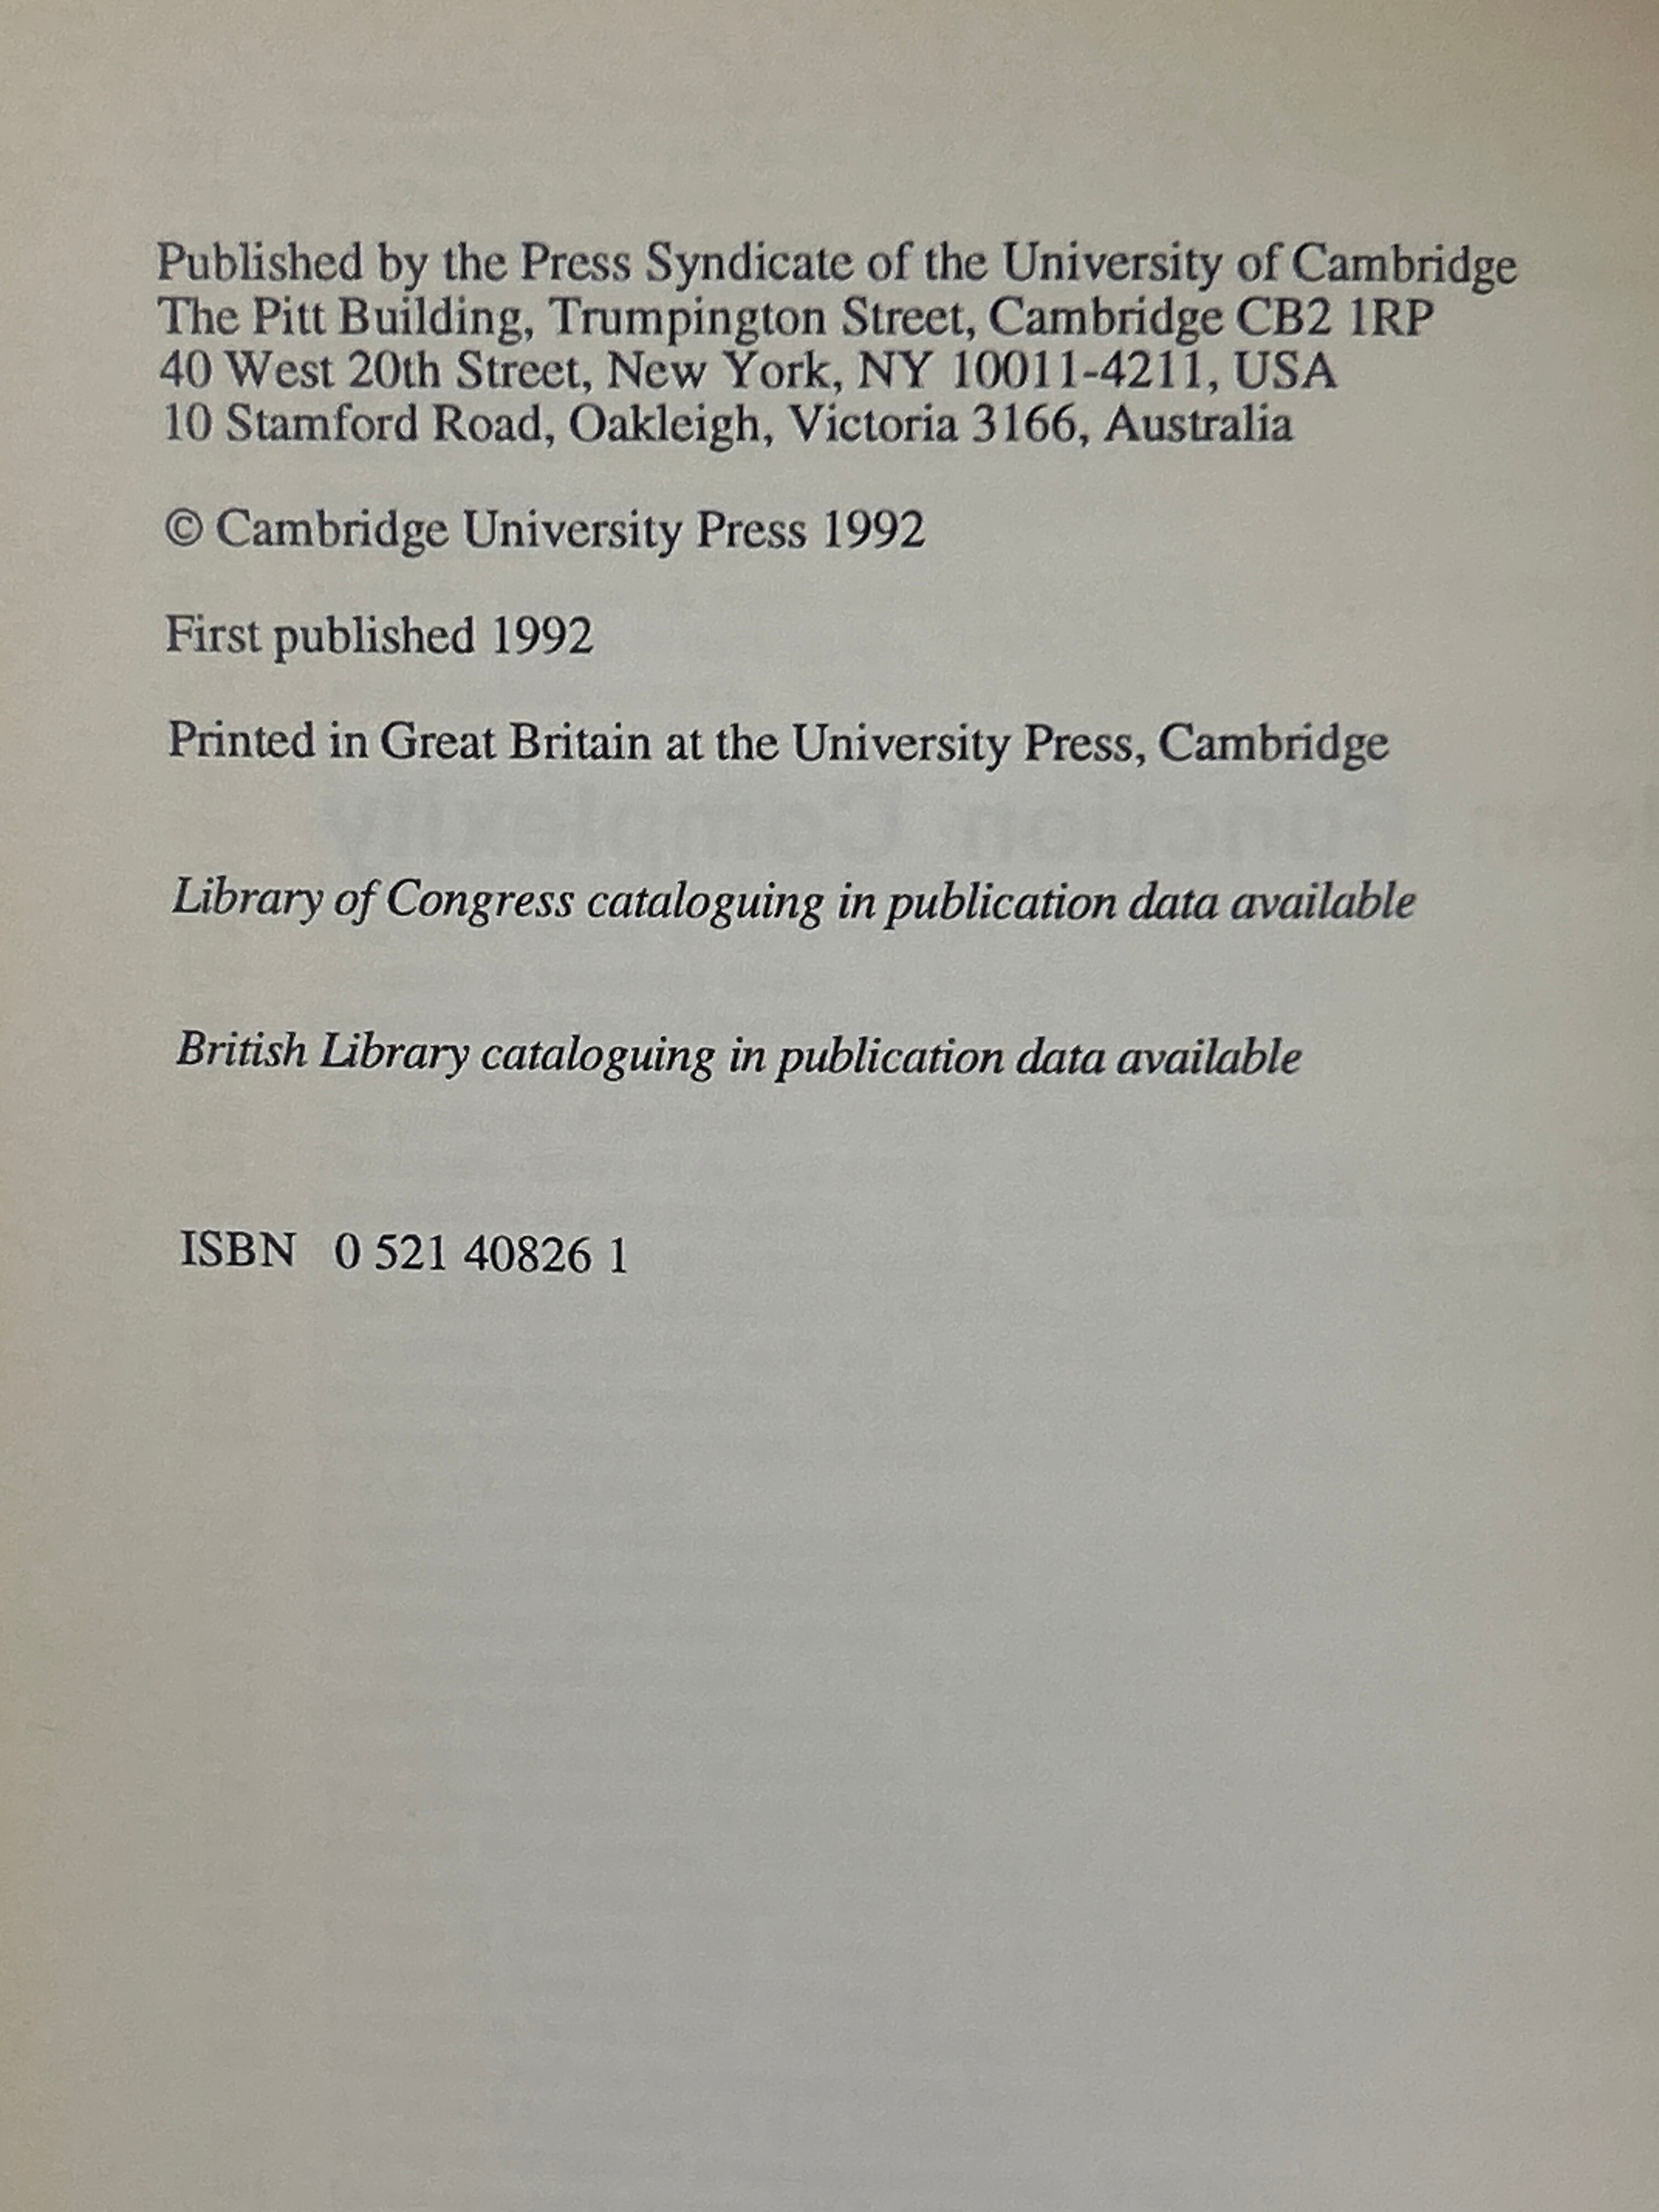 Published by the Press Syndicate of the University of Cambridge
The Pitt Building, Trumpington Street, Cambridge CB2 1RP
40 West 20th Street, New York, NY 10011-4211, USA
10 Stamford Road, Oakleigh, Victoria 3166, Australia
© Cambridge University Press 1992
First published 1992
Printed in Great Britain at the University Press, Cambridge
Function Complexity
Library of Congress cataloguing in publication data available
British Library cataloguing in publication data available
ISBN 0 521 40826 1